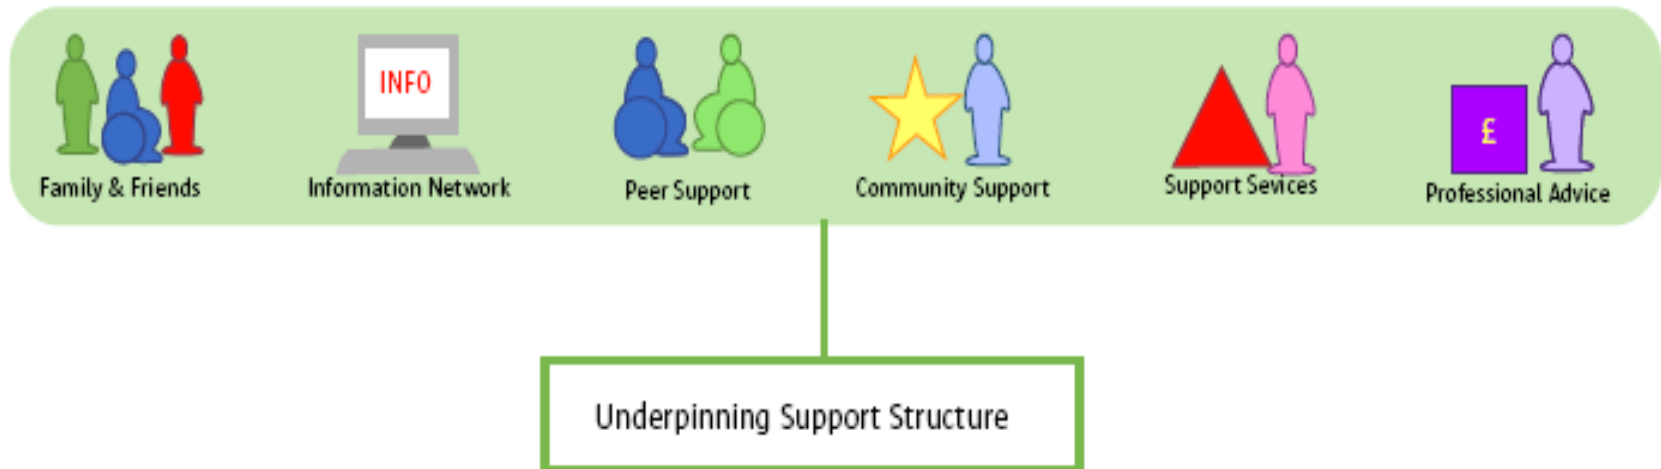 INFO
£
Family & Friends
Information Network
Peer Support
Community Support
Support Sevices
Professional Advice
Underpinning Support Structure